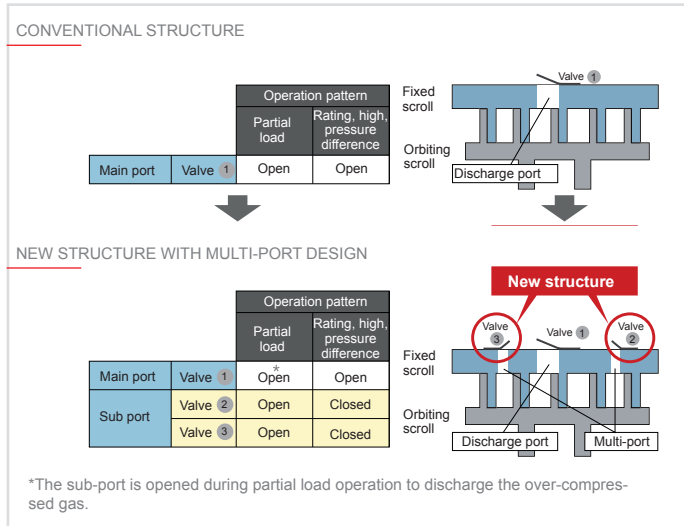 CONVENTIONAL STRUCTURE
Operation pattern
Partial
load
Rating, high,
pressure
difference
Main port
Valve 1
Open
Open
Valve 1
Fixed
scroll
Orbiting
scroll
Discharge port
NEW STRUCTURE WITH MULTI-PORT DESIGN
Operation pattern
Partial
load
Rating, high,
pressure
difference
Main port
Valve 1
Open*
Open
Sub port
Valve 2
Open
Closed
Valve 3
Open
Closed
New structure
Valve
3
Valve 1
Valve
2
Fixed
scroll
Orbiting
scroll
Discharge port
Multi-port
*The sub-port is opened during partial load operation to discharge the over-compres-
sed gas.